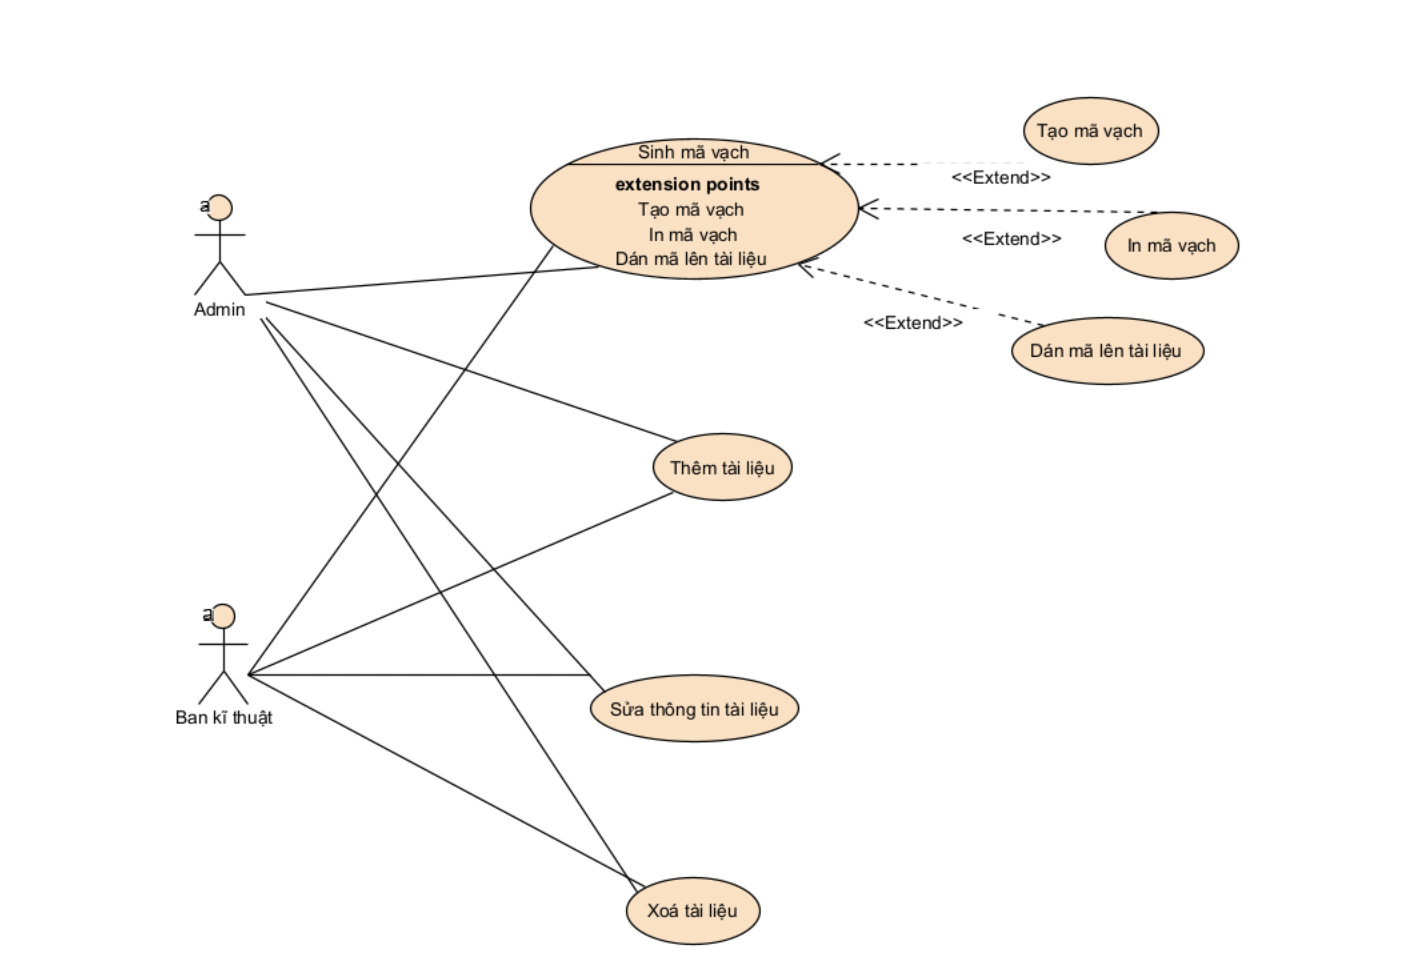 Tạo mã vạch
Sinh mã vạch
<<Extend>>
extension points
Tạo mã vạch
In mã vạch
Dán mã lên tài liệu
<<Extend>>
In mã vạch
a
Admin
<<Extend>>
Dán mã lên tài liệu
Thêm tài liệu
a
Ban kĩ thuật
Sửa thông tin tài liệu
Xoá tài liệu